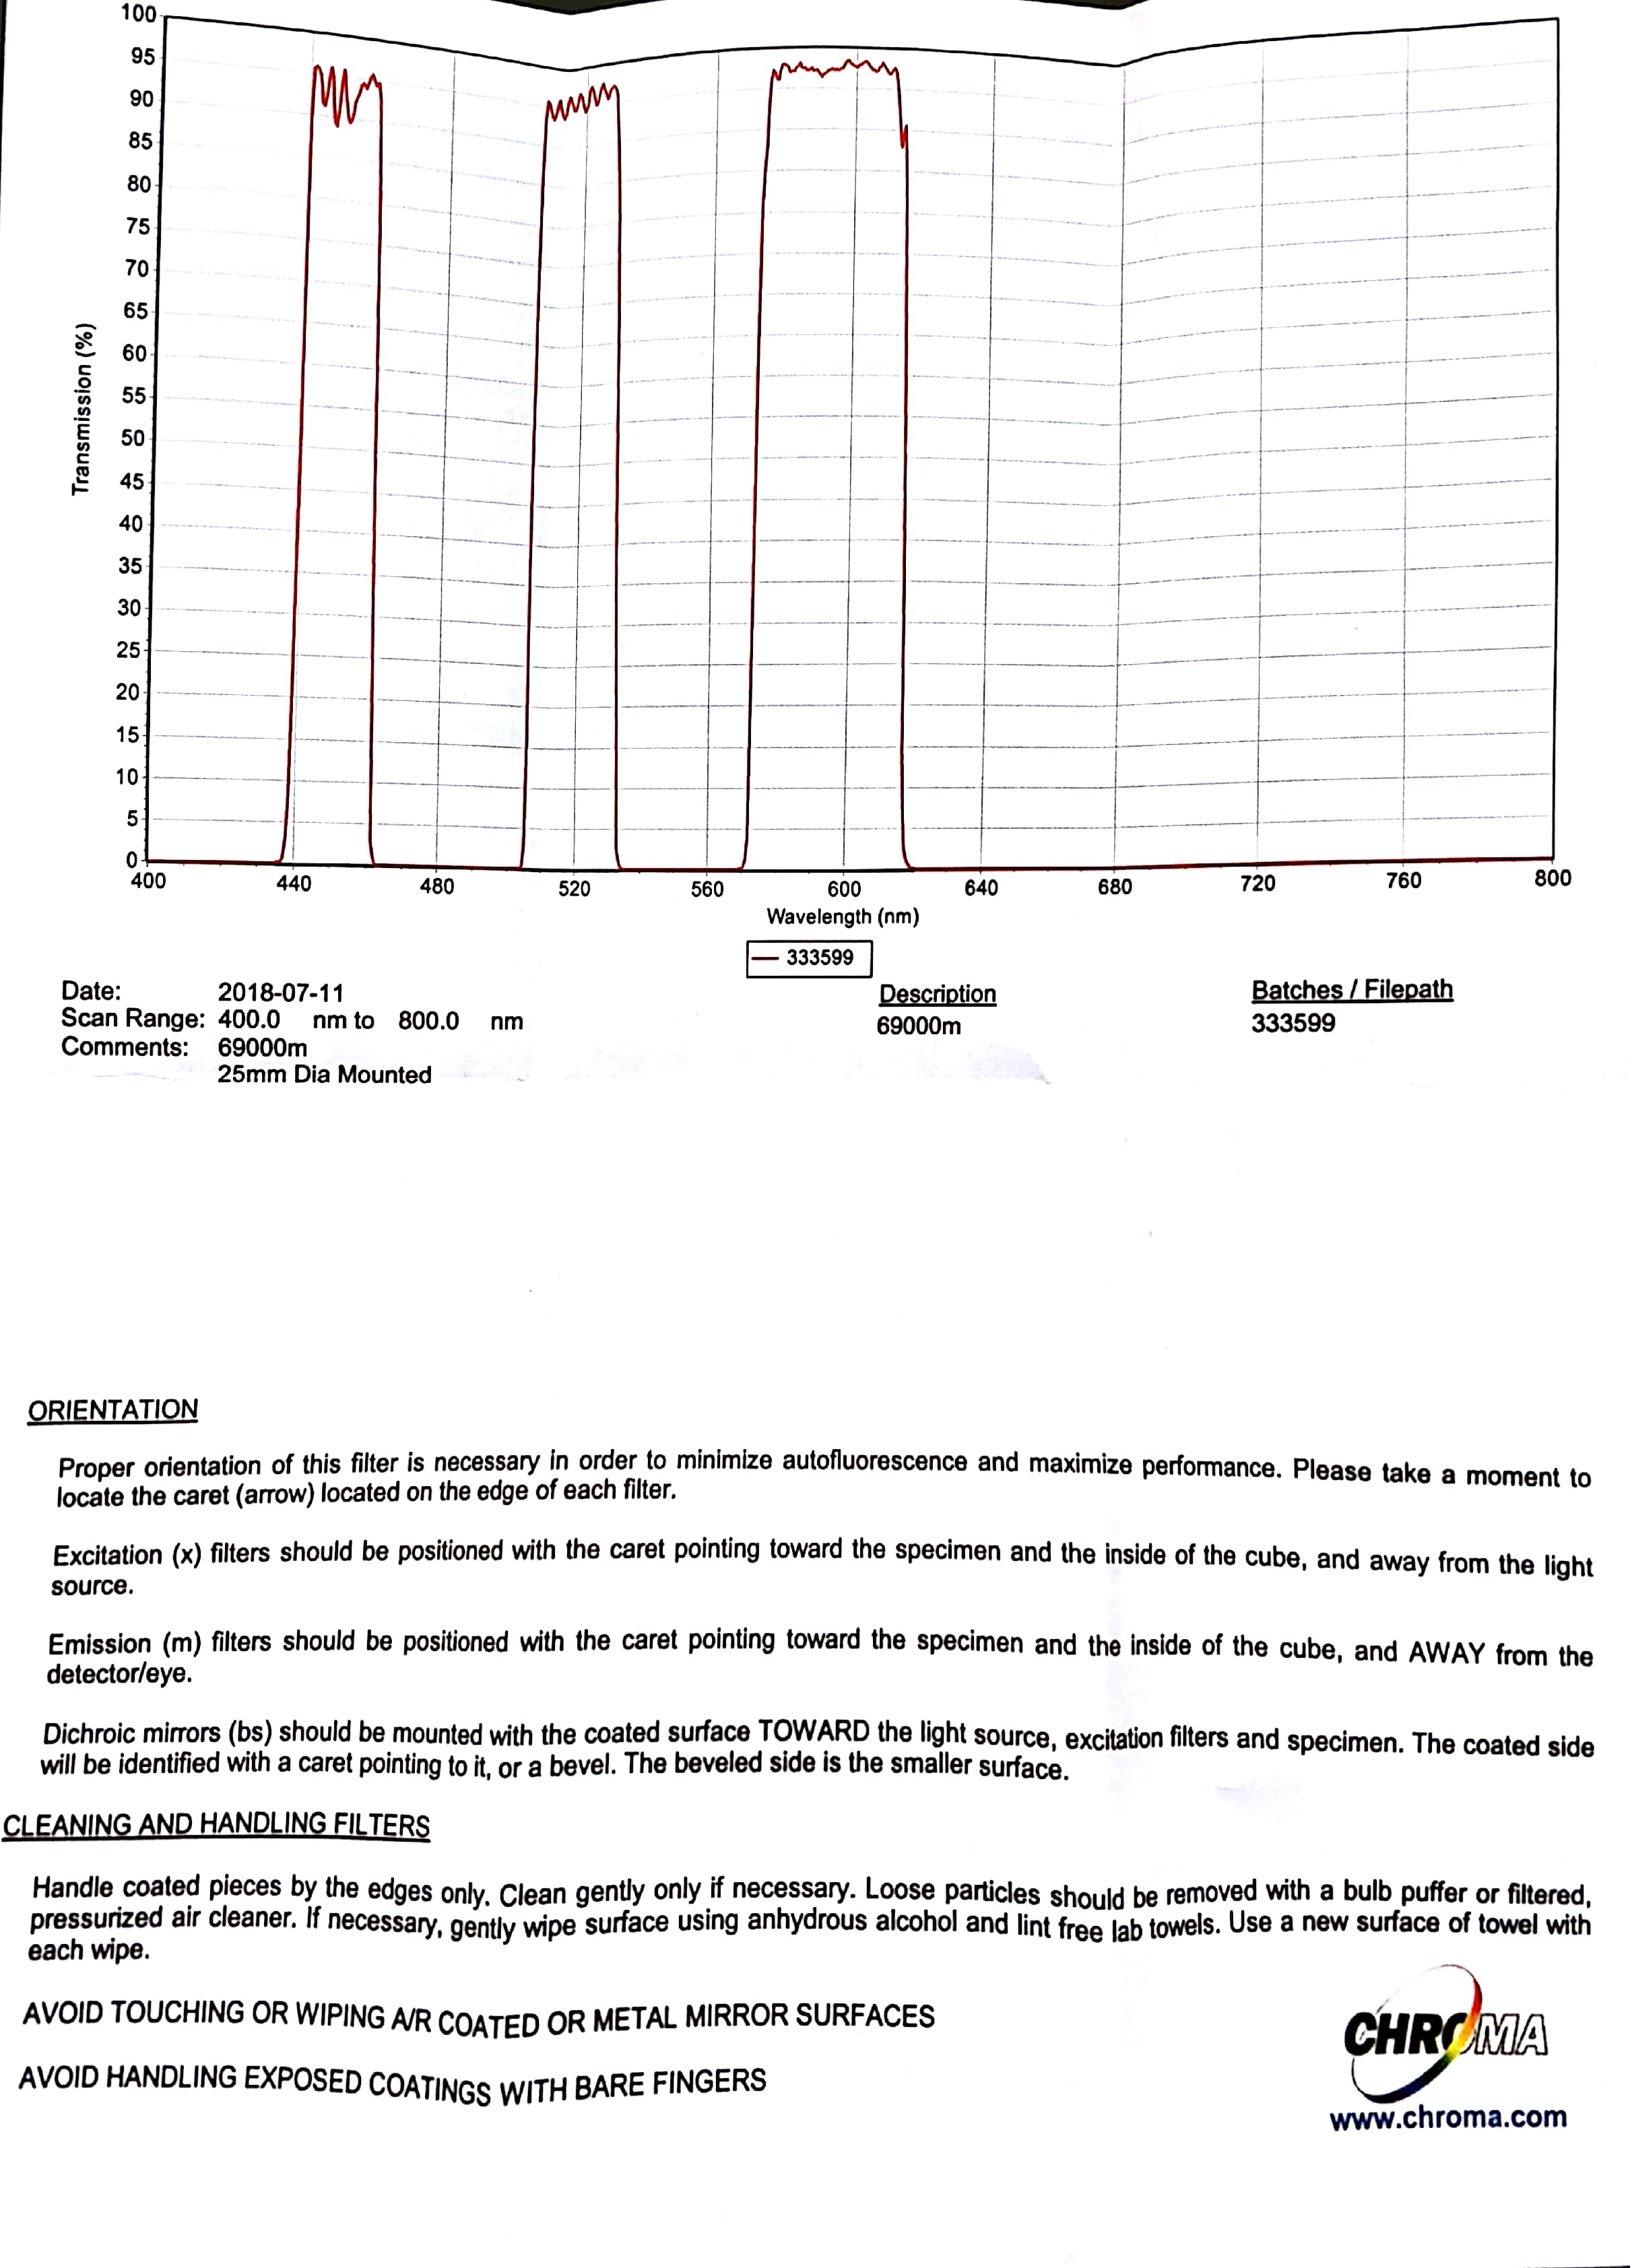 100
95
90
85
80
75
70
65
60
55
50
45
40
35
30
25
20
15
10
5
0
Transmission (%)
400 440 480 520 560 600 640 680 720 760 800
Wavelength (nm)
333599
Date: 2018-07-11
Scan Range: 400.0 nm to 800.0 nm
Comments: 69000m
25mm Dia Mounted
Description
69000m
Batches / Filepath
333599
ORIENTATION
Proper orientation of this filter is necessary in order to minimize autofluorescence and maximize performance. Please take a moment to
locate the caret (arrow) located on the edge of each filter.
Excitation (x) filters should be positioned with the caret pointing toward the specimen and the inside of the cube, and away from the light
source.
Emission (m) filters should be positioned with the caret pointing toward the specimen and the inside of the cube, and AWAY from the
detector/eye.
Dichroic mirrors (bs) should be mounted with the coated surface TOWARD the light source, excitation filters and specimen. The coated side
will be identified with a caret pointing to it, or a bevel. The beveled side is the smaller surface.
CLEANING AND HANDLING FILTERS
Handle coated pieces by the edges only. Clean gently only if necessary. Loose particles should be removed with a bulb puffer or filtered,
pressurized air cleaner. If necessary, gently wipe surface using anhydrous alcohol and lint free lab towels. Use a new surface of towel with
each wipe.
AVOID TOUCHING OR WIPING A/R COATED OR METAL MIRROR SURFACES
AVOID HANDLING EXPOSED COATINGS WITH BARE FINGERS
CHROMA
www.chroma.com